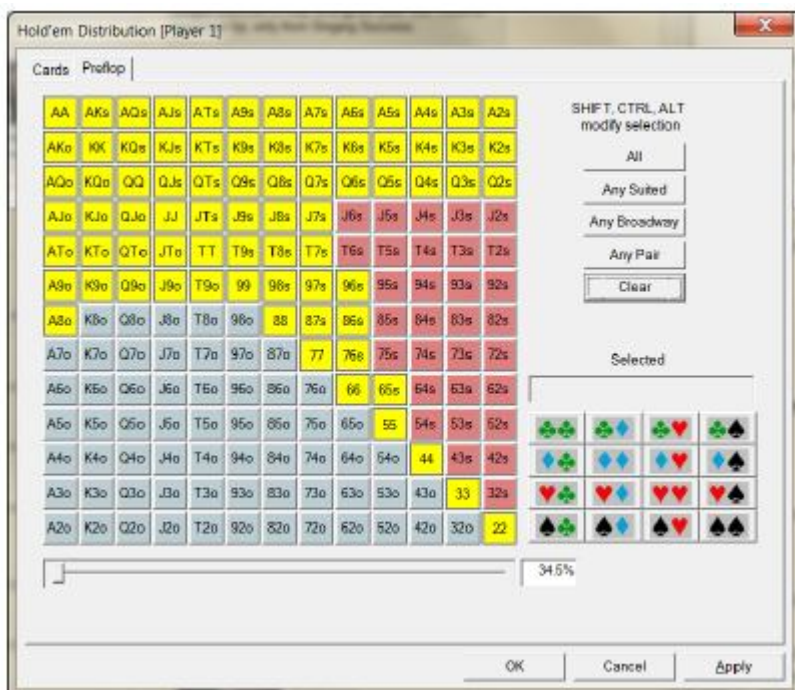 Hold'em Distribution [Player 1]
Cards Preflop
AA AKs AQs AJs ATs A9s A8s A7s A6s A5s A4s A3s A2s
AKo KK KQs KJs KTs K9s K8s K7s K6s K5s K4s K3s K2s
AQo KQo QQ QJs QTs Q9s Q8s Q7s Q6s Q5s Q4s Q3s Q2s
AJo KJo QJo JJ JTs J9s J8s J7s J6s J5s J4s J3s J2s
ATo KTo QTo JTo TT T9s T8s T7s T6s T5s T4s T3s T2s
A9o K9o Q9o J9o T9o 99 98s 97s 96s 95s 94s 93s 92s
A8o K8o Q8o J8o T8o 98o 88 87s 86s 85s 84s 83s 82s
A7o K7o Q7o J7o T7o 97o 87o 77 76s 75s 74s 73s 72s
A6o K6o Q6o J6o T6o 96o 86o 76o 66 65s 64s 63s 62s
A5o K5o Q5o J5o T5o 95o 85o 75o 65o 55 54s 53s 52s
A4o K4o Q4o J4o T4o 94o 84o 74o 64o 54o 44 43s 42s
A3o K3o Q3o J3o T3o 93o 83o 73o 63o 53o 43o 33 32s
A2o K2o Q2o J2o T2o 92o 82o 72o 62o 52o 42o 32o 22
SHIFT, CTRL, ALT
modify selection
All
Any Suited
Any Broadway
Any Pair
Clear
Selected
34.5%
OK Cancel Apply